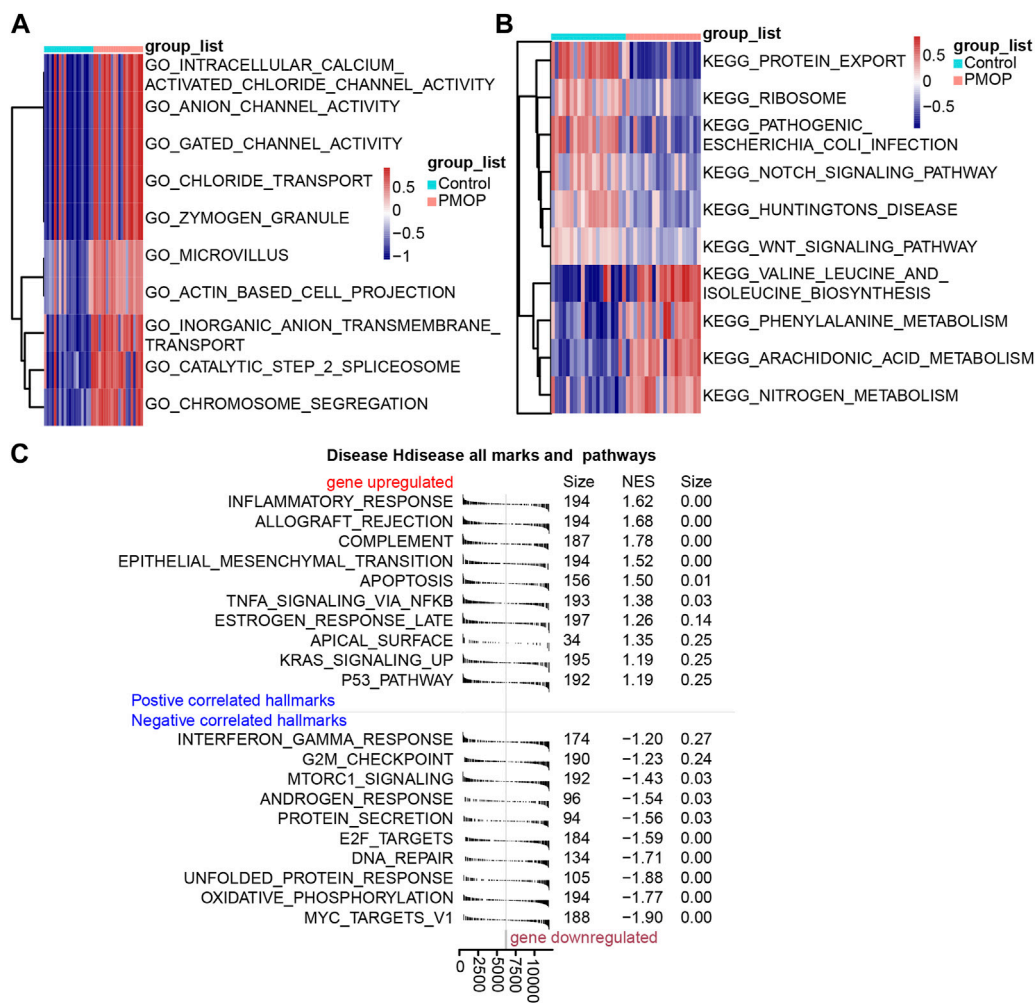 A
group_list
GO_INTRACELLULAR_CALCIUM_
ACTIVATED_CHLORIDE_CHANNEL_ACTIVITY
GO_ANION_CHANNEL_ACTIVITY
GO_GATED_CHANNEL_ACTIVITY
GO_CHLORIDE_TRANSPORT
GO_ZYMOGEN_GRANULE
GO_MICROVILLUS
GO_ACTIN_BASED_CELL_PROJECTION
GO_INORGANIC_ANION_TRANSMEMBRANE_
TRANSPORT
GO_CATALYTIC_STEP_2_SPLICEOSOME
GO_CHROMOSOME_SEGREGATION
0.5
0
−0.5
−1
group_list
Control
PMOP
B
group_list
KEGG_PROTEIN_EXPORT
KEGG_RIBOSOME
KEGG_PATHOGENIC_
ESCHERICHIA_COLI_INFECTION
KEGG_NOTCH_SIGNALING_PATHWAY
KEGG_HUNTINGTONS_DISEASE
KEGG_WNT_SIGNALING_PATHWAY
KEGG_VALINE_LEUCINE_AND_
ISOLEUCINE_BIOSYNTHESIS
KEGG_PHENYLALANINE_METABOLISM
KEGG_ARACHIDONIC_ACID_METABOLISM
KEGG_NITROGEN_METABOLISM
0.5
0
−0.5
group_list
Control
PMOP
C
Disease Hdisease all marks and pathways
gene upregulated Size NES Size
INFLAMMATORY_RESPONSE 194 1.62 0.00
ALLOGRAFT_REJECTION 194 1.68 0.00
COMPLEMENT 187 1.78 0.00
EPITHELIAL_MESENCHYMAL_TRANSITION 194 1.52 0.00
APOPTOSIS 156 1.50 0.01
TNFA_SIGNALING_VIA_NFKB 193 1.38 0.03
ESTROGEN_RESPONSE_LATE 197 1.26 0.14
APICAL_SURFACE 34 1.35 0.25
KRAS_SIGNALING_UP 195 1.19 0.25
P53_PATHWAY 192 1.19 0.25
Postive correlated hallmarks
Negative correlated hallmarks
INTERFERON_GAMMA_RESPONSE 174 −1.20 0.27
G2M_CHECKPOINT 190 −1.23 0.24
MTORC1_SIGNALING 192 −1.43 0.03
ANDROGEN_RESPONSE 96 −1.54 0.03
PROTEIN_SECRETION 94 −1.56 0.03
E2F_TARGETS 184 −1.59 0.00
DNA_REPAIR 134 −1.71 0.00
UNFOLDED_PROTEIN_RESPONSE 105 −1.88 0.00
OXIDATIVE_PHOSPHORYLATION 194 −1.77 0.00
MYC_TARGETS_V1 188 −1.90 0.00
gene downregulated
0 2500 5000 7500 10000